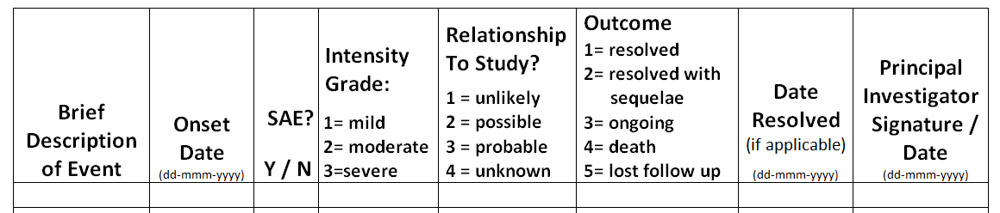 Brief
Description
of Event
Onset
Date
(dd-mmm-yyyy)
SAE?
Y / N
Intensity
Grade:
1= mild
2= moderate
3=severe
Relationship
To Study?
1 = unlikely
2 = possible
3 = probable
4 = unknown
Outcome
1= resolved
2= resolved with
sequelae
3= ongoing
4= death
5= lost follow up
Date
Resolved
(if applicable)
(dd-mmm-yyyy)
Principal
Investigator
Signature /
Date
(dd-mmm-yyyy)